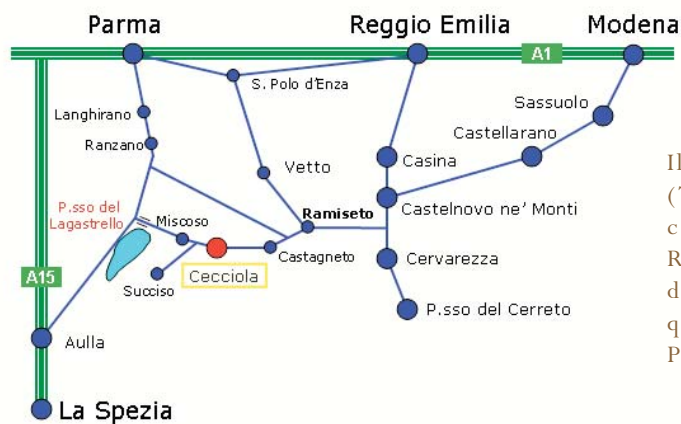 Parma
Reggio Emilia
Modena
A1
S. Polo d'Enza
Sassuolo
Langhirano
Castellarano
Ranzano
Casina
Vetto
P.sso del
Lagastrello
Miscoso
Ramiseto
Castelnovo ne' Monti
Castagneto
Cervarezza
Cecciola
A15
Succiso
P.sso del Cerreto
Aulla
La Spezia
Il